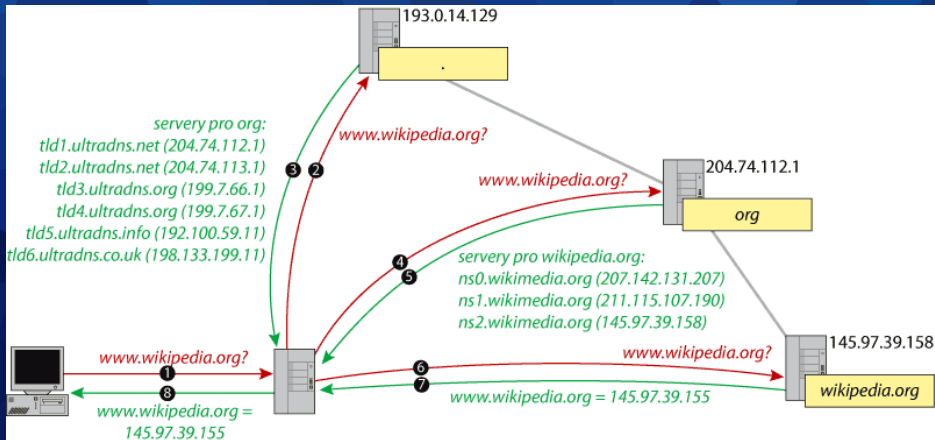 193.0.14.129
.
servery pro org:
tld1.ultradns.net (204.74.112.1)
tld2.ultradns.net (204.74.113.1)
tld3.ultradns.org (199.7.66.1)
tld4.ultradns.org (199.7.67.1)
tld5.ultradns.info (192.100.59.11)
tld6.ultradns.co.uk (198.133.199.11)
www.wikipedia.org?
3
2
204.74.112.1
www.wikipedia.org?
org
4
5
servery pro wikipedia.org:
ns0.wikimedia.org (207.142.131.207)
ns1.wikimedia.org (211.115.107.190)
ns2.wikimedia.org (145.97.39.158)
145.97.39.158
www.wikipedia.org?
1
8
www.wikipedia.org =
145.97.39.155
6
7
www.wikipedia.org?
www.wikipedia.org = 145.97.39.155
wikipedia.org